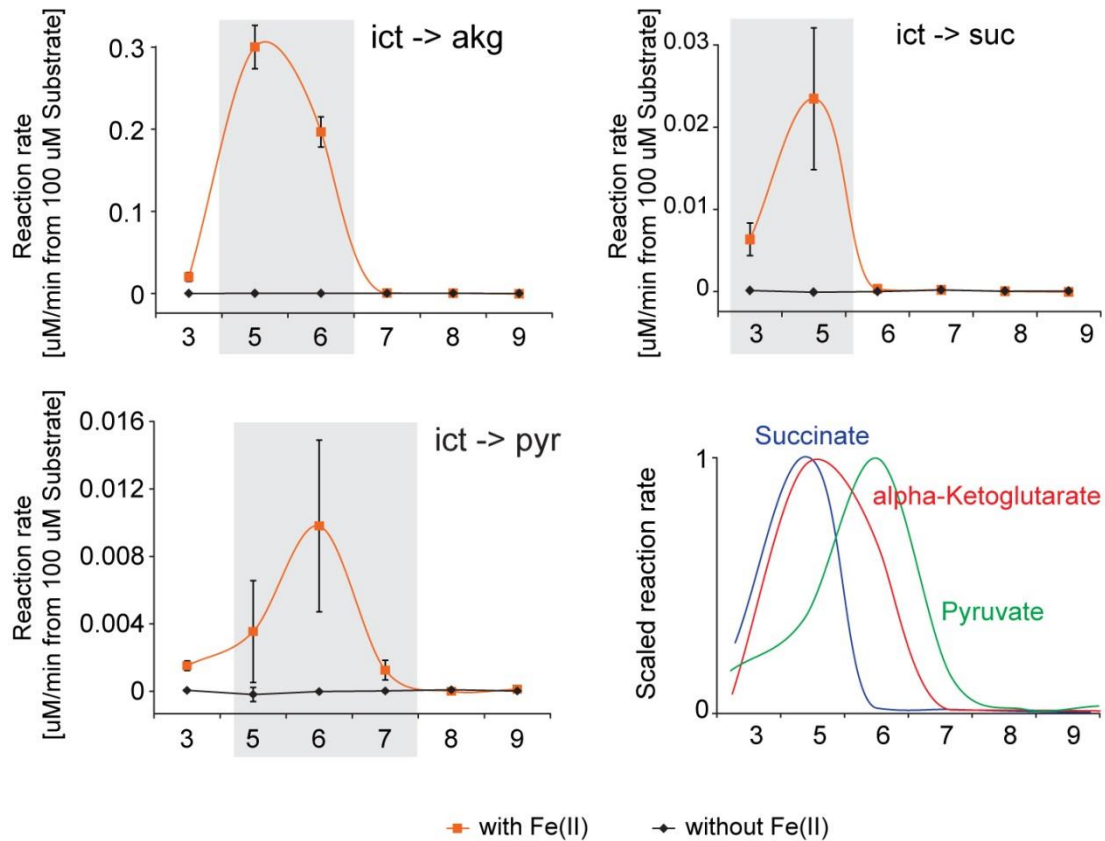 ict -> akg
Reaction rate
[uM/min from 100 uM Substrate]
0.3
0.2
0.1
0
3 5 6 7 8 9
ict -> suc
Reaction rate
[uM/min from 100 uM Substrate]
0.03
0.02
0.01
0
3 5 6 7 8 9
ict -> pyr
Reaction rate
[uM/min from 100 uM Substrate]
0.016
0.012
0.008
0.004
0
3 5 6 7 8 9
Scaled reaction rate
1
0
Succinate
alpha-Ketoglutarate
Pyruvate
3 5 6 7 8 9
with Fe(II) without Fe(II)